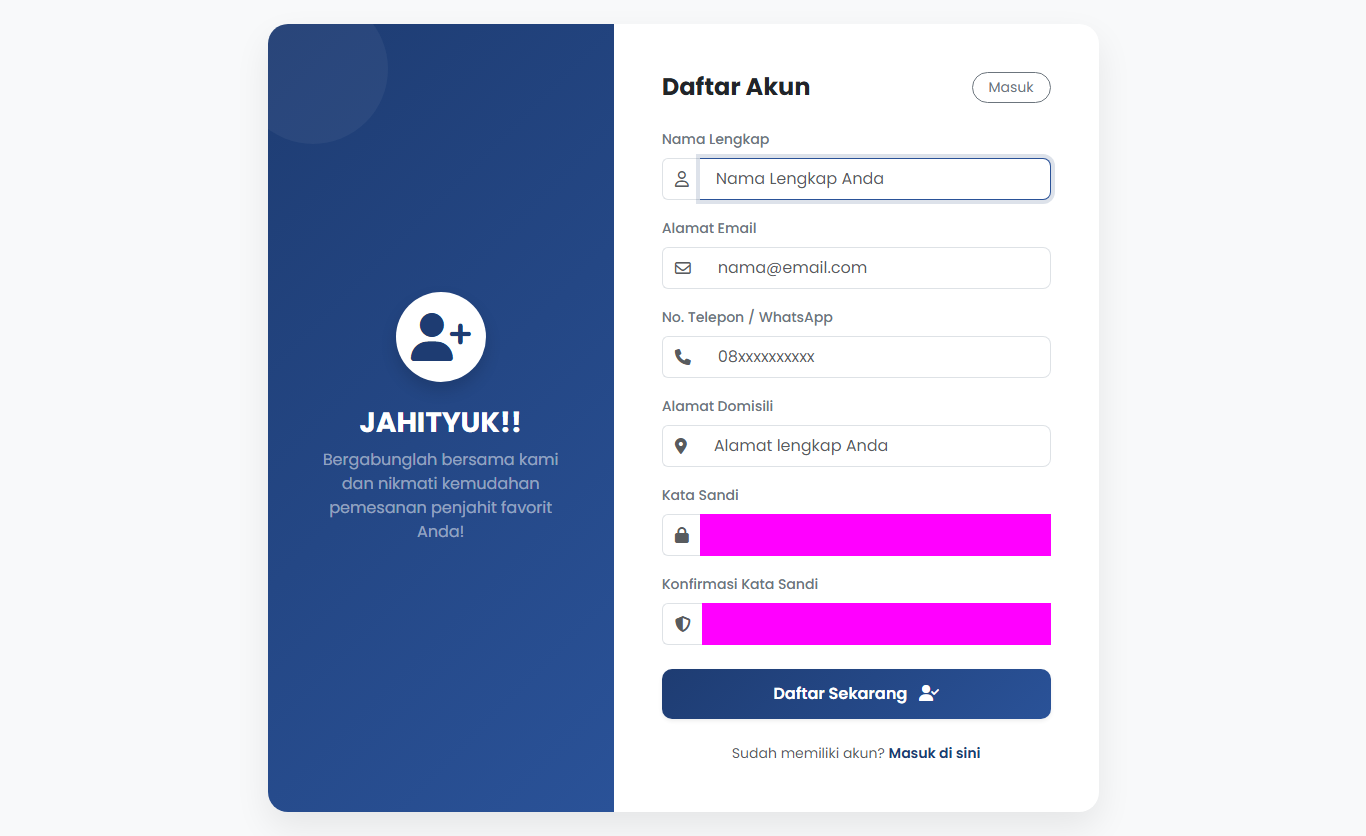 JAHITYUK!!
Bergabunglah bersama kami
dan nikmati kemudahan
pemesanan penjahit favorit
Anda!
Daftar Akun
Masuk
Nama Lengkap
Nama Lengkap Anda
Alamat Email
nama@email.com
No. Telepon / WhatsApp
08xxxxxxxxxx
Alamat Domisili
Alamat lengkap Anda
Kata Sandi
Konfirmasi Kata Sandi
Daftar Sekarang
Sudah memiliki akun? Masuk di sini